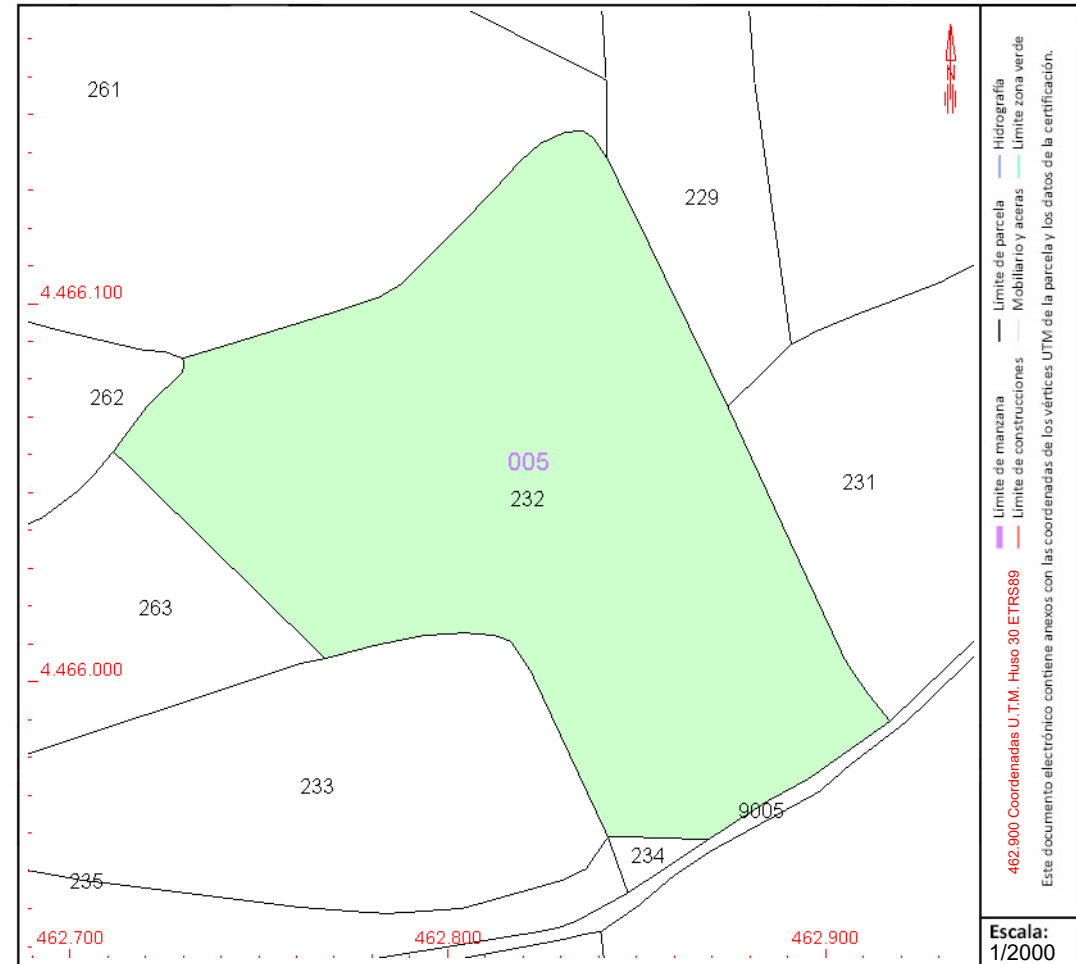 261
229
4.466.100
262
005
232
231
263
4.466.000
233
9005
234
235
462.700
462.800
462.900
N
Límite de manzana
Límite de parcela
Hidrografía
Límite de construcciones
Mobiliario y aceras
Límite zona verde
462.900 Coordenadas U.T.M. Huso 30 ETRS89
Este documento electrónico contiene anexos con las coordenadas de los vértices UTM de la parcela y los datos de la certificación.
Escala:
1/2000